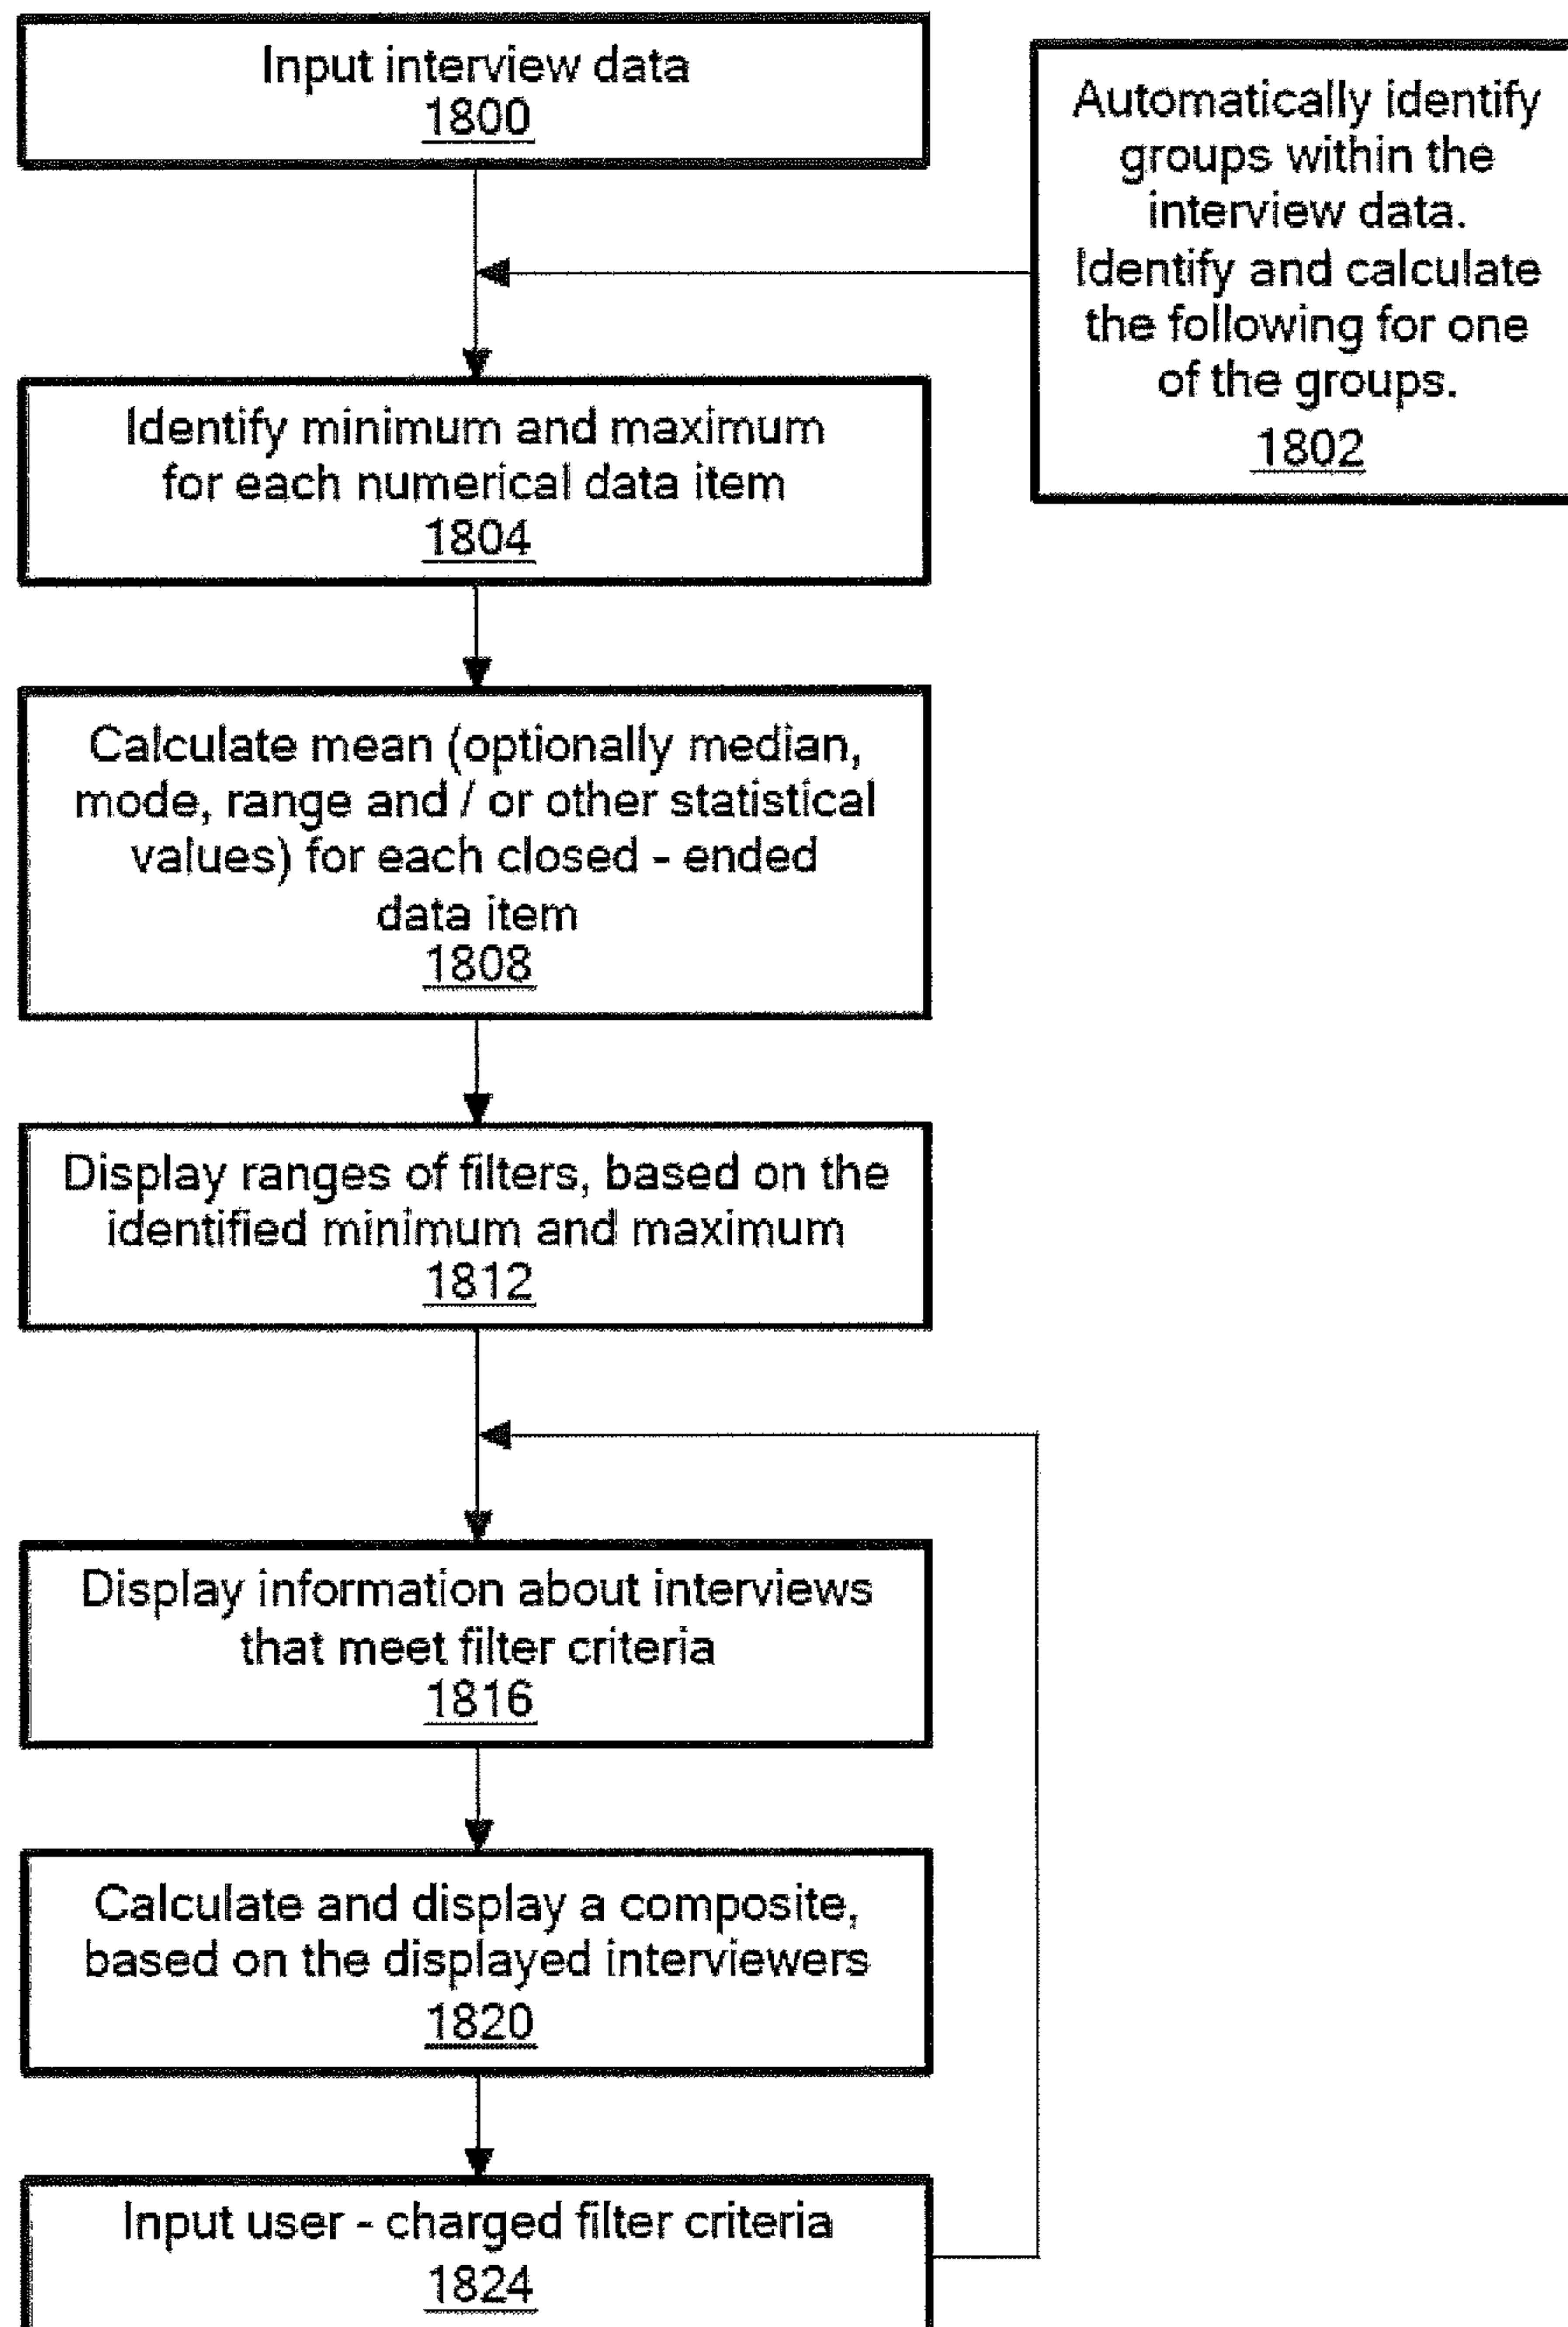 Input interview data
1800
Automatically identify
groups within the
interview data.
Identify and calculate
the following for one
of the groups.
1802
Identify minimum and maximum
for each numerical data item
1804
Calculate mean (optionally median,
mode, range and / or other statistical
values) for each closed - ended
data item
1808
Display ranges of filters, based on the
identified minimum and maximum
1812
Display information about interviews
that meet filter criteria
1816
Calculate and display a composite,
based on the displayed interviewers
1820
Input user - charged filter criteria
1824